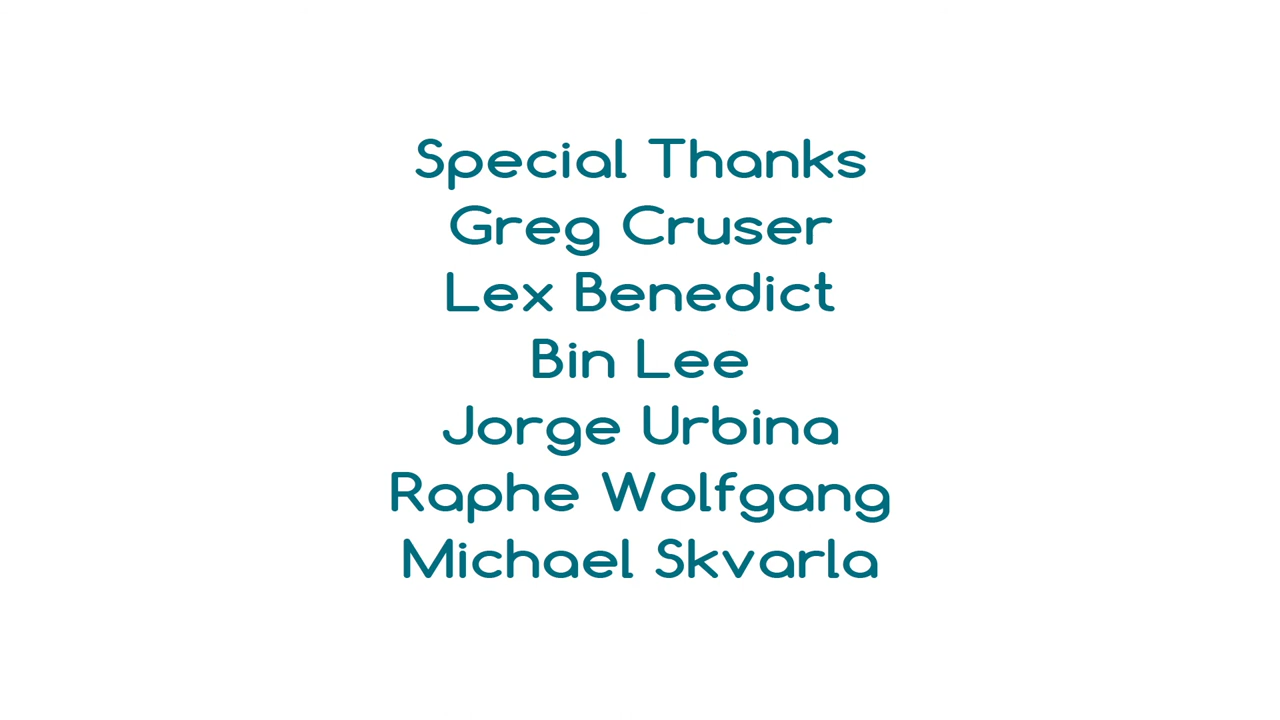 Special Thanks
Greg Cruser
Lex Benedict
Bin Lee
Jorge Urbina
Raphe Wolfgang
Michael Skvarla